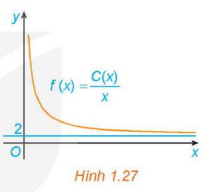 y
f(x) = C(x)/x
2
O
x
Hình 1.27